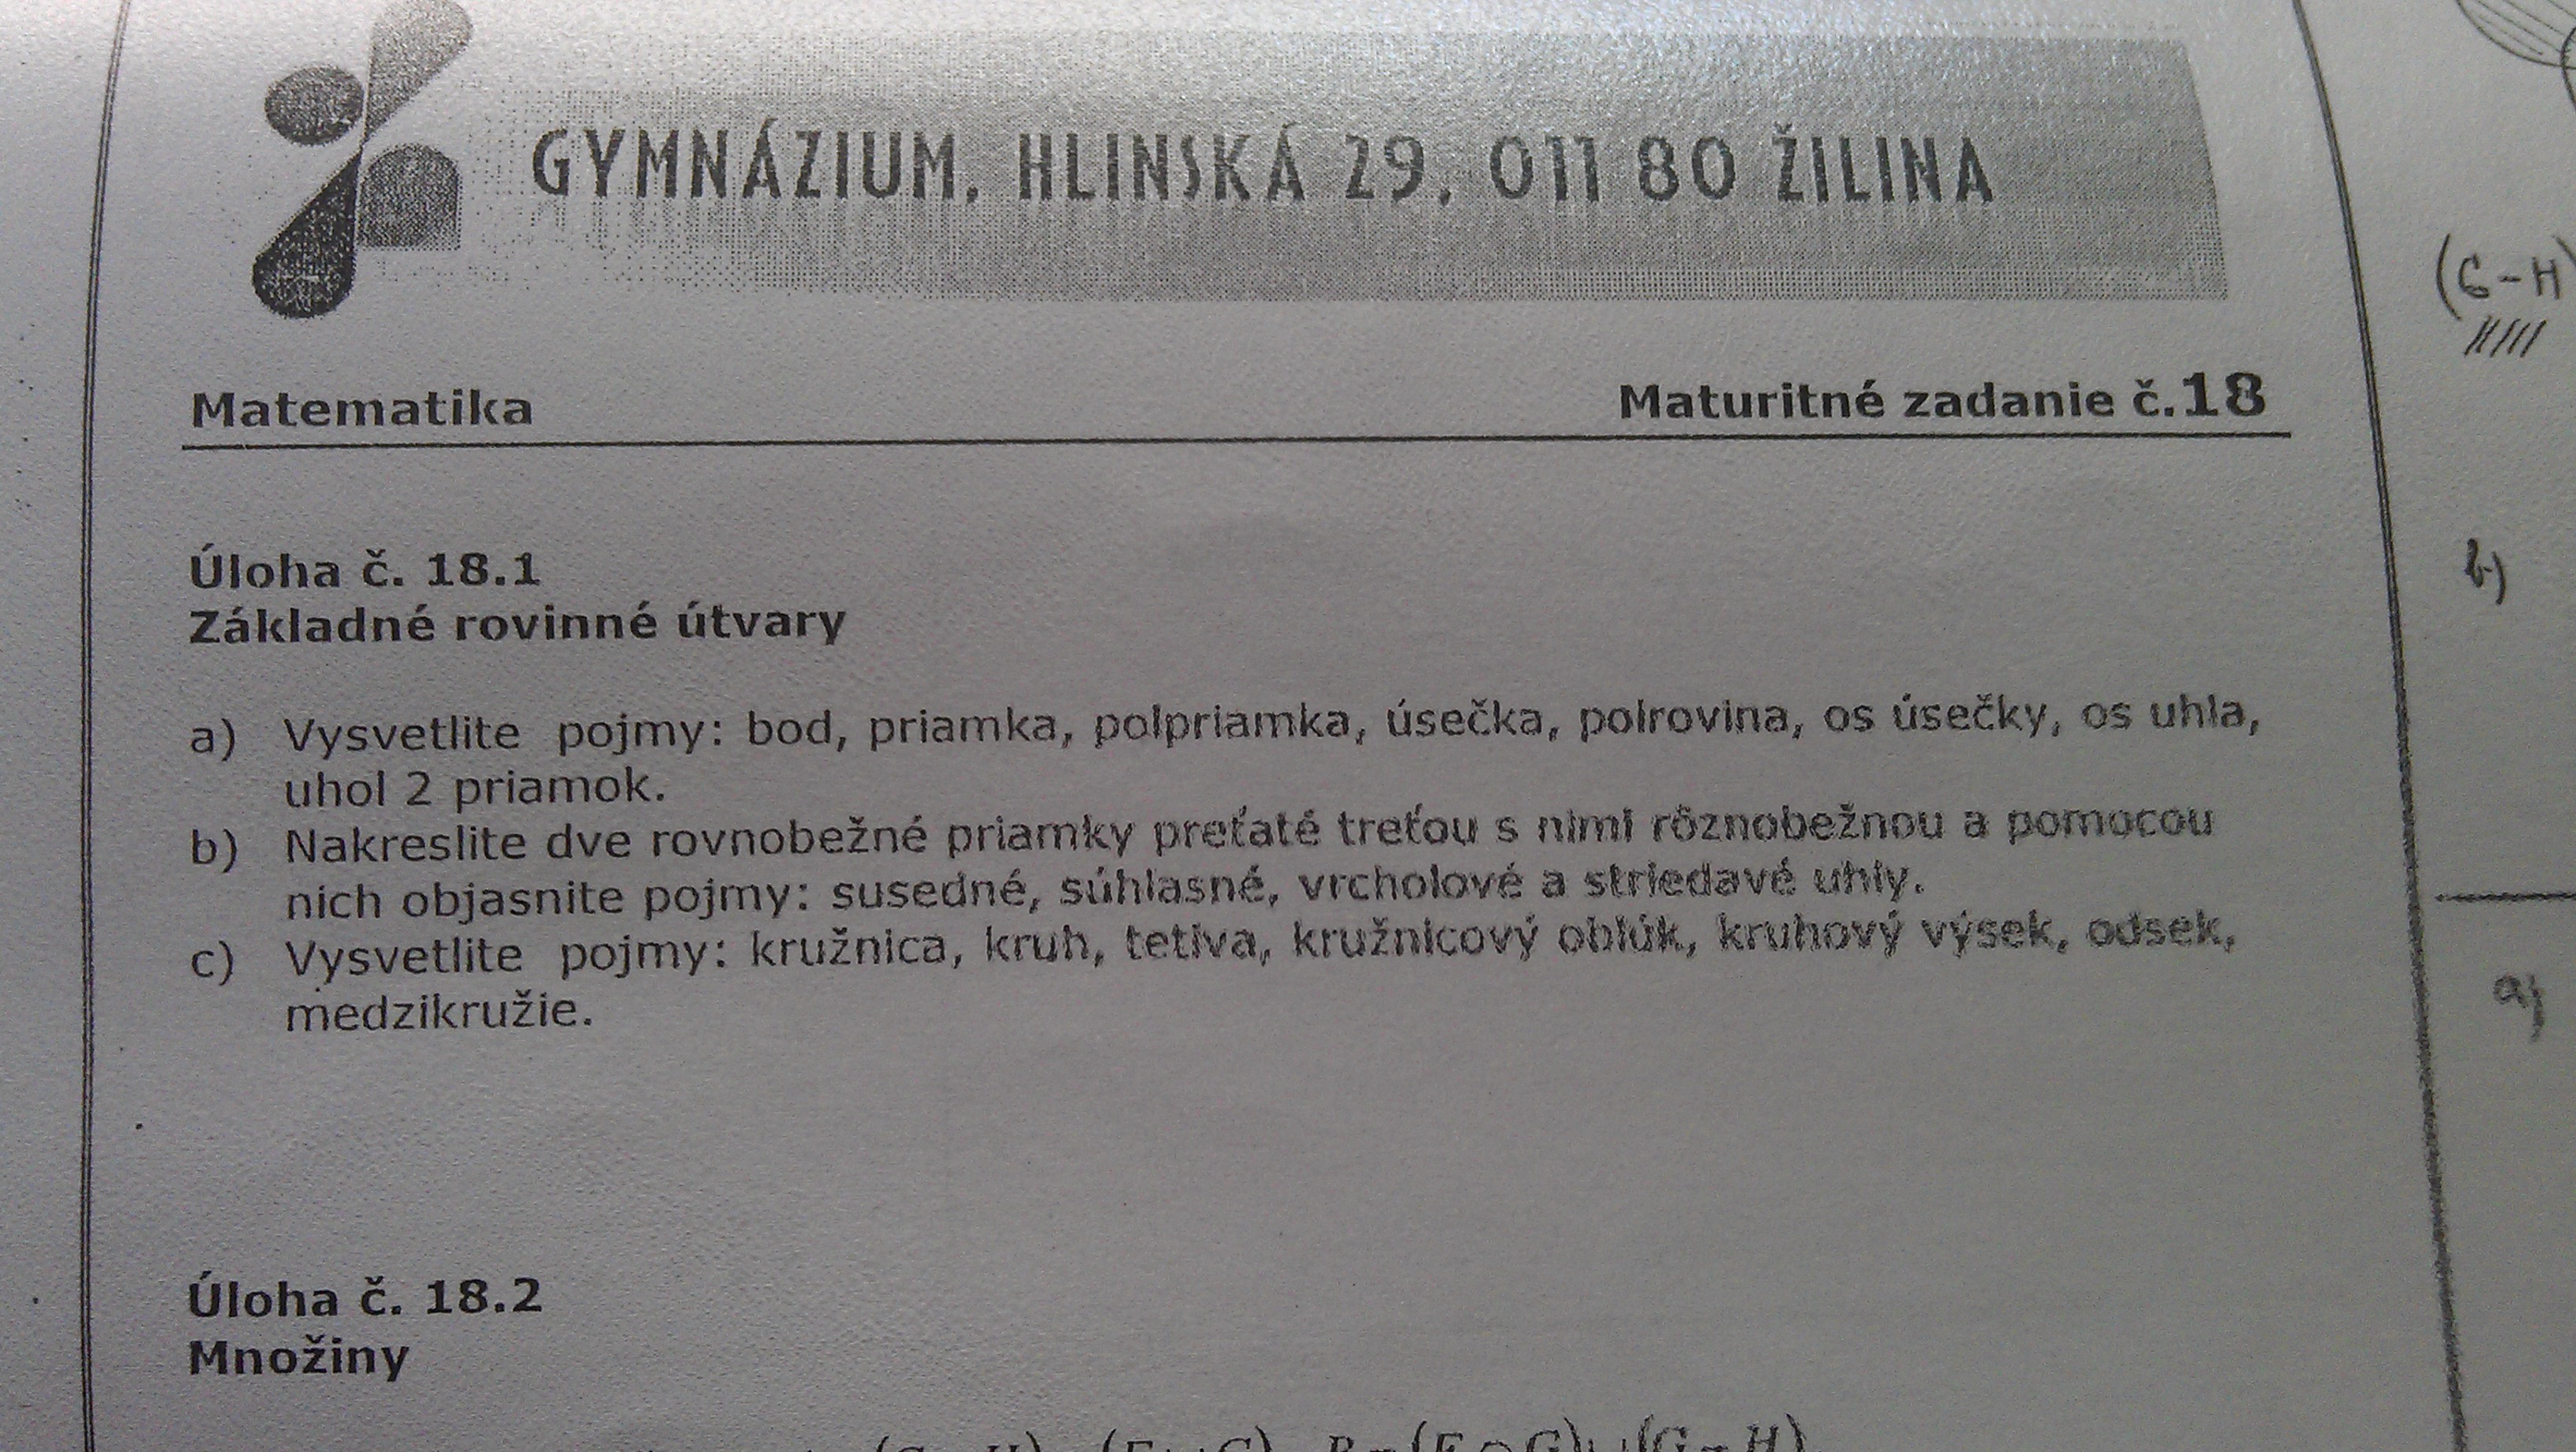 GYMNÁZIUM, HLINSKÁ 29, 011 80 ŽILINA
Matematika Maturitné zadanie č.18
Úloha č. 18.1
Základné rovinné útvary
a) Vysvetlite pojmy: bod, priamka, polpriamka, úsečka, polrovina, os úsečky, os uhla,
uhol 2 priamok.
b) Nakreslite dve rovnobežné priamky preťaté treťou s nimi rôznobežnou a pomocou
nich objasnite pojmy: susedné, súhlasné, vrcholové a striedavé uhly.
c) Vysvetlite pojmy: kružnica, kruh, tetiva, kružnicový oblúk, kruhový výsek, odsek,
medzikružie.
Úloha č. 18.2
Množiny
(G-H)
b)
a)